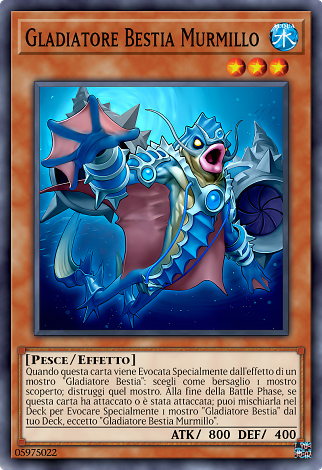 GLADIATORE BESTIA MURMILLO
ACQUA
水
[PESCE/EFFETTO]
Quando questa carta viene Evocata Specialmente dall'effetto di un
mostro "Gladiatore Bestia": scegli come bersaglio 1 mostro
scoperto; distruggi quel mostro. Alla fine della Battle Phase, se
questa carta ha attaccato o è stata attaccata; puoi mischiarla nel
Deck per Evocare Specialmente 1 mostro "Gladiatore Bestia" dal
tuo Deck, eccetto "Gladiatore Bestia Murmillo".
ATK/ 800 DEF/ 400
05975022